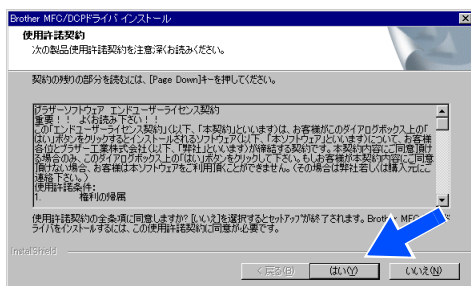 Brother MFC/DCPドライバ インストール
使用許諾契約
次の製品使用許諾契約を注意深くお読みください。
契約の残りの部分を読むには、[Page Down]キーを押してください。
ブラザーソフトウェア エンドユーザーライセンス契約
重要!! よくお読み下さい!!
この「エンドユーザーライセンス契約」(以下、「本契約」といいます)は、お客様がこのダイアログボックス上の「
はい」ボタンをクリックするとインストールされるソフトウェア(以下、「本ソフトウェア」といいます)について、お客様
各位とブラザー工業株式会社(以下、「弊社」といいます)が締結する契約です。本契約内容にご同意頂け
る場合のみ、このダイアログボックス上の「はい」ボタンをクリックして下さい。もしお客様が本契約内容にご同意
頂けない場合、お客様は本ソフトウェアをご利用頂くことができません。(その場合は弊社若しくは購入元にご
連絡下さい。)
使用許諾条件:
1. 権利の帰属
使用許諾契約の全条項に同意しますか? [いいえ]を選択するとセットアップが終了されます。Brother MFC
ライバをインストールするには、この使用許諾契約に同意が必要です。
InstallShield
< 戻る(B)
はい(Y)
いいえ(N)